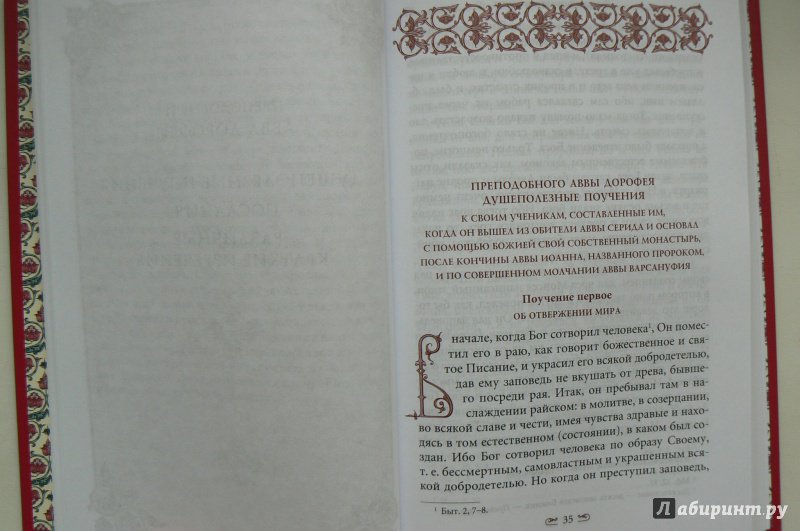 ПРЕПОДОБНОГО АВВЫ ДОРОФЕЯ
ДУШЕПОЛЕЗНЫЕ ПОУЧЕНИЯ
К СВОИМ УЧЕНИКАМ, СОСТАВЛЕННЫЕ ИМ,
КОГДА ОН ВЫШЕЛ ИЗ ОБИТЕЛИ АВВЫ СЕРИДА И ОСНОВАЛ
С ПОМОЩЬЮ БОЖИЕЙ СВОЙ СОБСТВЕННЫЙ МОНАСТЫРЬ,
ПОСЛЕ КОНЧИНЫ АВВЫ ИОАННА, НАЗВАННОГО ПРОРОКОМ,
И ПО СОВЕРШЕННОМ МОЛЧАНИИ АВВЫ ВАРСАНУФИЯ
Поучение первое
ОБ ОТВЕРЖЕНИИ МИРА
В начале, когда Бог сотворил человека¹, Он помес-
тил его в раю, как говорит божественное и свя-
тое Писание, и украсил его всякой добродетелью,
дав ему заповедь не вкушать от древа, бывше-
го посреди рая. Итак, он пребывал там в на-
слаждении райском: в молитве, в созерцании,
во всякой славе и чести, имея чувства здравые и нахо-
дясь в том естественном (состоянии), в каком был со-
здан. Ибо Бог сотворил человека по образу Своему,
т. е. бессмертным, самовластным и украшенным вся-
кой добродетелью. Но когда он преступил заповедь,
¹ Быт. 2, 7–8.
35
Лабиринт.ру